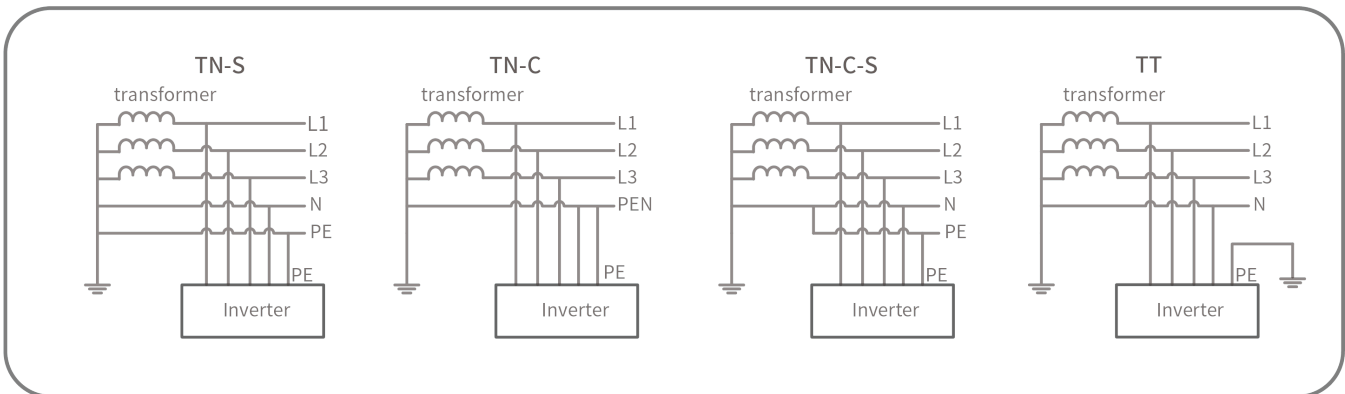 TN-S
transformer
L1
L2
L3
N
PE
PE
Inverter
TN-C
transformer
L1
L2
L3
PEN
PE
Inverter
TN-C-S
transformer
L1
L2
L3
N
PE
PE
Inverter
TT
transformer
L1
L2
L3
N
PE
Inverter